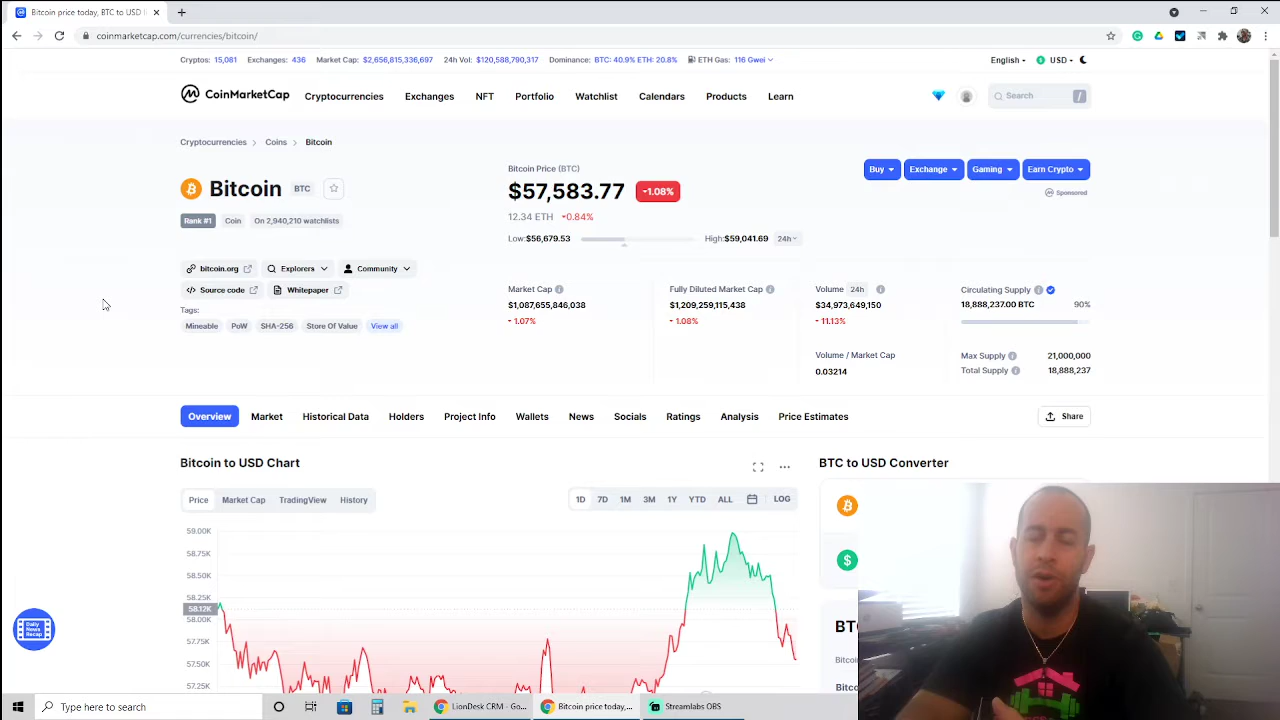 Bitcoin price today, BTC to USD l
coinmarketcap.com/currencies/bitcoin/
Cryptos: 15,081 Exchanges: 436 Market Cap: $2,656,815,336,697 24h Vol: $120,588,790,317 Dominance: BTC: 40.9% ETH: 20.8% ETH Gas: 116 Gwei English USD
CoinMarketCap Cryptocurrencies Exchanges NFT Portfolio Watchlist Calendars Products Learn Search /
Cryptocurrencies > Coins > Bitcoin
Bitcoin BTC
Rank #1 Coin On 2,940,210 watchlists
bitcoin.org Explorers Community
Source code Whitepaper
Tags:
Mineable PoW SHA-256 Store Of Value View all
Bitcoin Price (BTC)
$57,583.77 -1.08%
12.34 ETH 0.84%
Low: $56,679.53 High: $59,041.69 24h
Buy Exchange Gaming Earn Crypto
Sponsored
Market Cap
$1,087,655,846,038
1.07%
Fully Diluted Market Cap
$1,209,259,115,438
1.08%
Volume 24h
$34,973,649,150
11.13%
Volume / Market Cap
0.03214
Circulating Supply
18,888,237.00 BTC 90%
Max Supply 21,000,000
Total Supply 18,888,237
Overview Market Historical Data Holders Project Info Wallets News Socials Ratings Analysis Price Estimates Share
Bitcoin to USD Chart
Price Market Cap TradingView History 1D 7D 1M 3M 1Y YTD ALL LOG
59.00K
58.75K
58.50K
58.25K
58.12K
58.00K
57.75K
57.50K
57.25K
BTC to USD Converter
$
Bitcoi
Bitco
Daily
News
Recap
Type here to search LionDesk CRM - Go... Bitcoin price today,... Streamlabs OBS